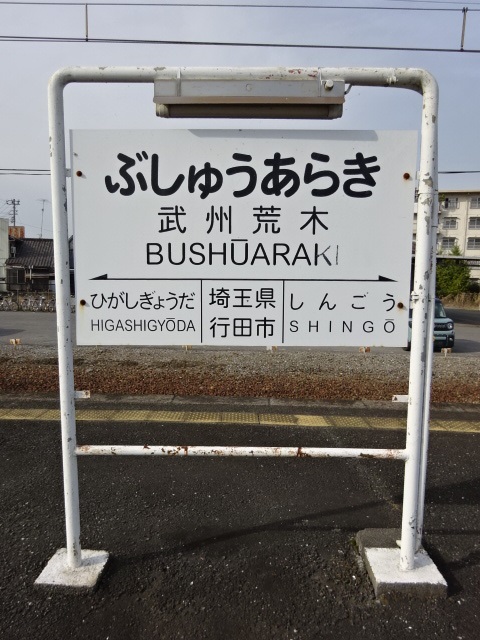 ぶしゅうあらき
武州荒木
BUSHŪARAKI
ひがしぎょうだ 埼玉県 しんごう
HIGASHIGYŌDA 行田市 SHINGŌ